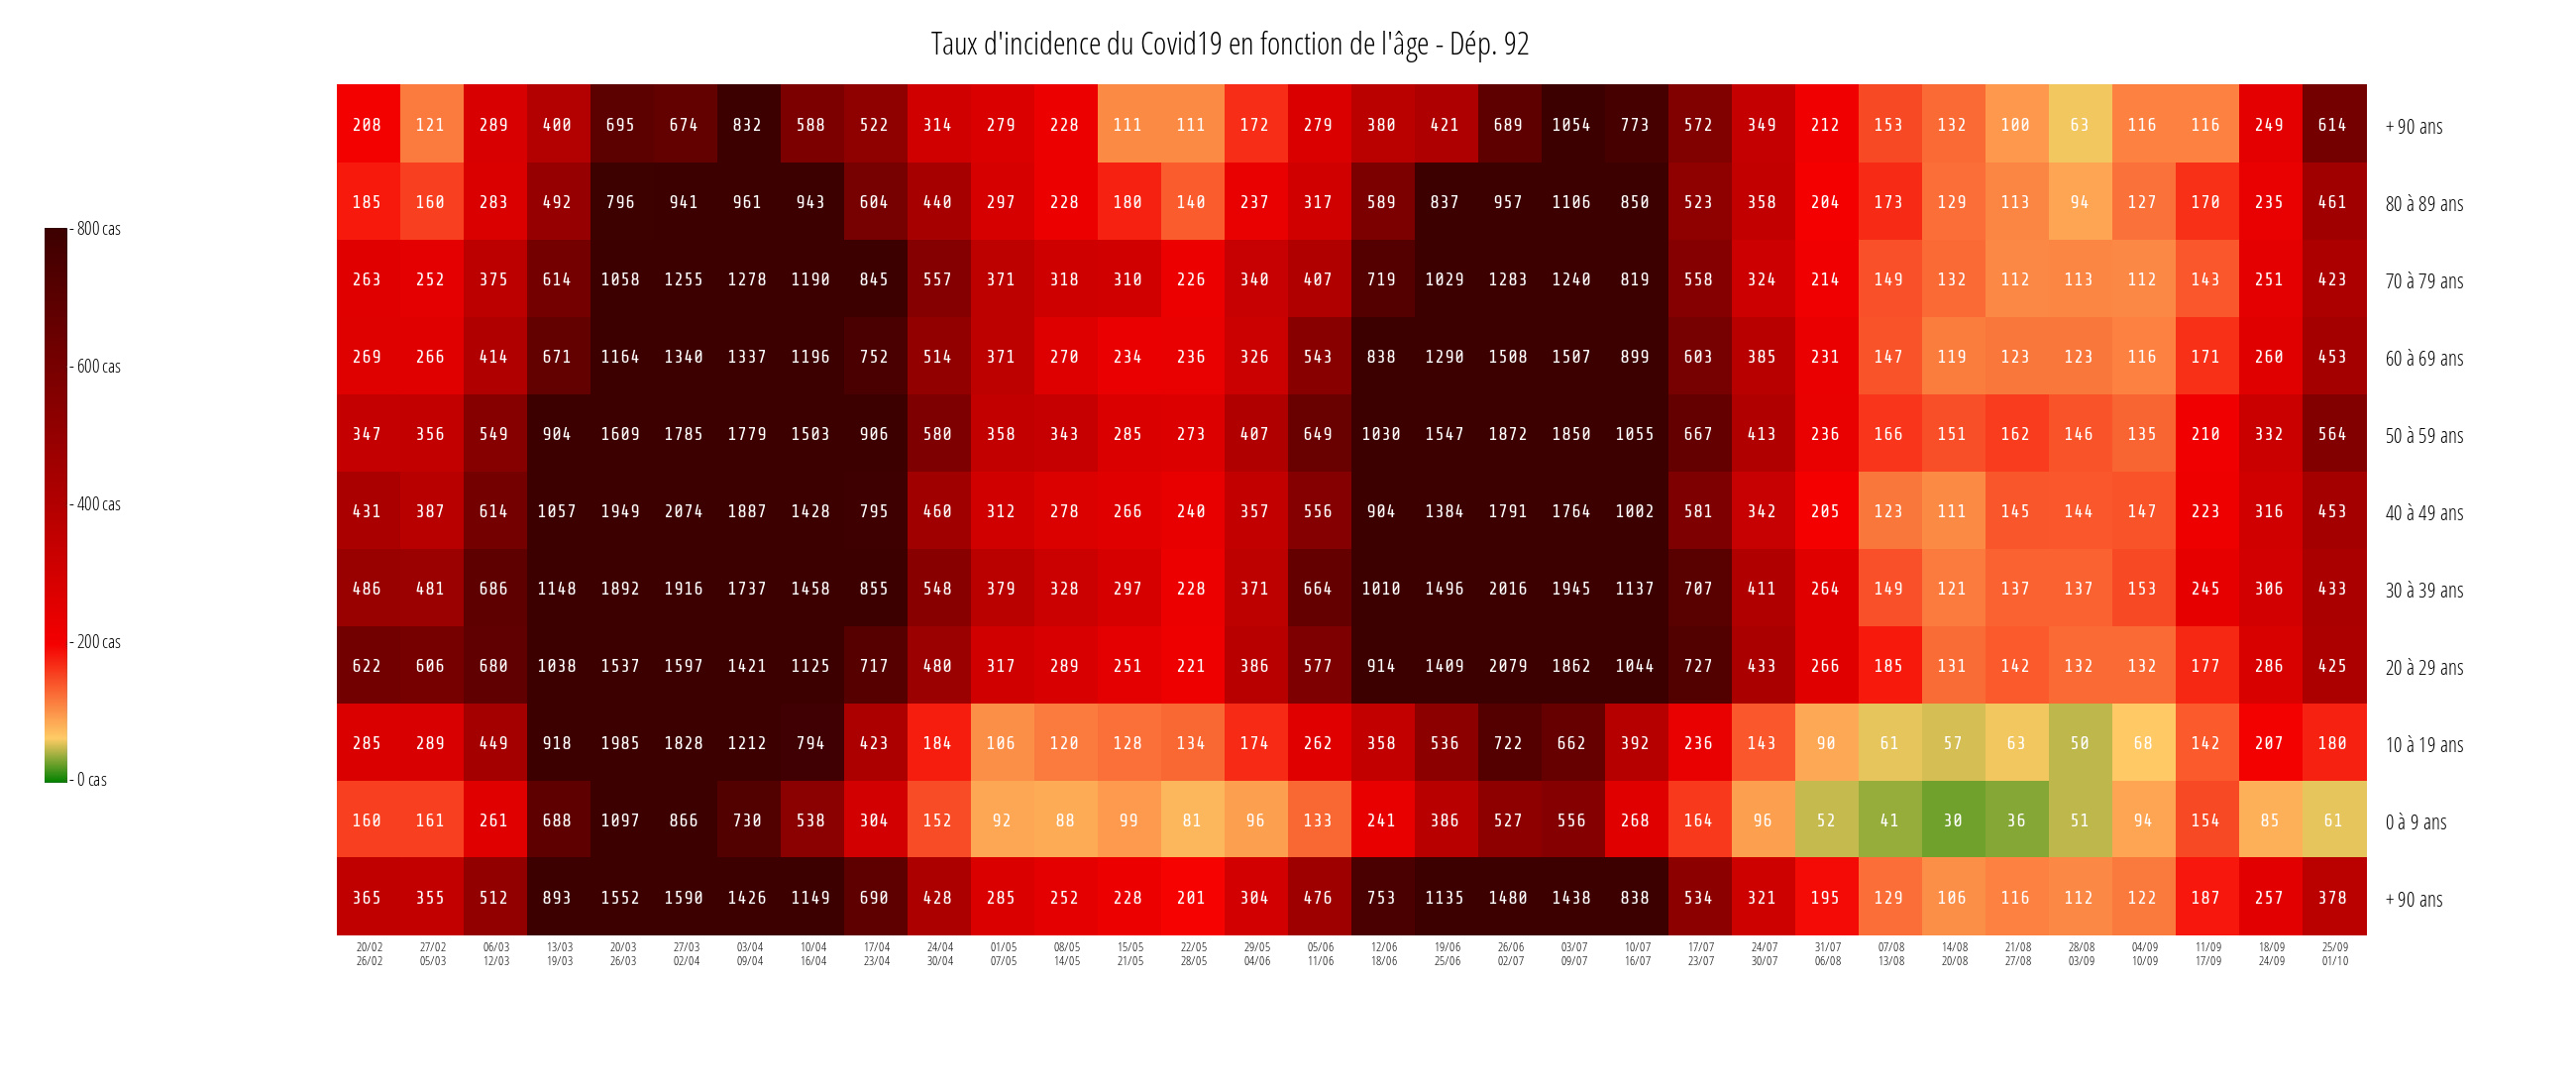 Taux d'incidence du Covid19 en fonction de l'âge - Dép. 92
208 121 289 400 695 674 832 588 522 314 279 228 111 111 172 279 380 421 689 1054 773 572 349 212 153 132 100 63 116 116 249 614 + 90 ans
185 160 283 492 796 941 961 943 604 440 297 228 180 140 237 317 589 837 957 1106 850 523 358 204 173 129 113 94 127 170 235 461 80 à 89 ans
- 800 cas
263 252 375 614 1058 1255 1278 1190 845 557 371 318 310 226 340 407 719 1029 1283 1240 819 558 324 214 149 132 112 113 112 143 251 423 70 à 79 ans
269 266 414 671 1164 1340 1337 1196 752 514 371 270 234 236 326 543 838 1290 1508 1507 899 603 385 231 147 119 123 123 116 171 260 453 60 à 69 ans
- 600 cas
347 356 549 904 1609 1785 1779 1503 906 580 358 343 285 273 407 649 1030 1547 1872 1850 1055 667 413 236 166 151 162 146 135 210 332 564 50 à 59 ans
- 400 cas
431 387 614 1057 1949 2074 1887 1428 795 460 312 278 266 240 357 556 904 1384 1791 1764 1002 581 342 205 123 111 145 144 147 223 316 453 40 à 49 ans
486 481 686 1148 1892 1916 1737 1458 855 548 379 328 297 228 371 664 1010 1496 2016 1945 1137 707 411 264 149 121 137 137 153 245 306 433 30 à 39 ans
- 200 cas
622 606 680 1038 1537 1597 1421 1125 717 480 317 289 251 221 386 577 914 1409 2079 1862 1044 727 433 266 185 131 142 132 132 177 286 425 20 à 29 ans
285 289 449 918 1985 1828 1212 794 423 184 106 120 128 134 174 262 358 536 722 662 392 236 143 90 61 57 63 50 68 142 207 180 10 à 19 ans
- 0 cas
160 161 261 688 1097 866 730 538 304 152 92 88 99 81 96 133 241 386 527 556 268 164 96 52 41 30 36 51 94 154 85 61 0 à 9 ans
365 355 512 893 1552 1590 1426 1149 690 428 285 252 228 201 304 476 753 1135 1480 1438 838 534 321 195 129 106 116 112 122 187 257 378 + 90 ans
20/02 27/02 06/03 13/03 20/03 27/03 03/04 10/04 17/04 24/04 01/05 08/05 15/05 22/05 29/05 05/06 12/06 19/06 26/06 03/07 10/07 17/07 24/07 31/07 07/08 14/08 21/08 28/08 04/09 11/09 18/09 25/09
26/02 05/03 12/03 19/03 26/03 02/04 09/04 16/04 23/04 30/04 07/05 14/05 21/05 28/05 04/06 11/06 18/06 25/06 02/07 09/07 16/07 23/07 30/07 06/08 13/08 20/08 27/08 03/09 10/09 17/09 24/09 01/10